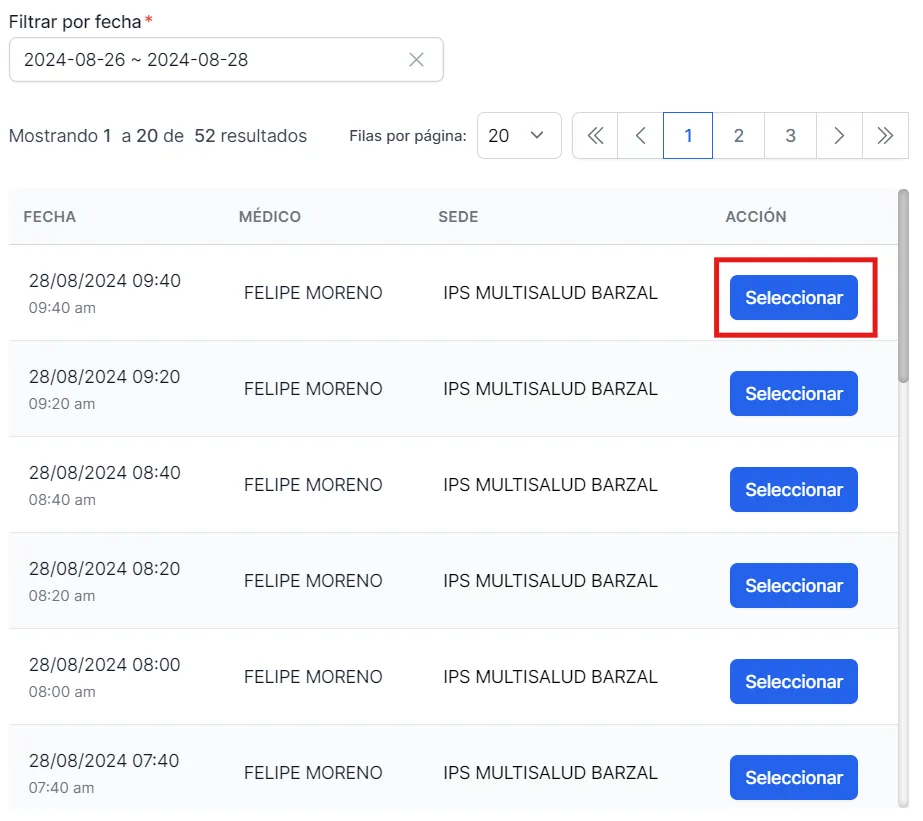 Filtrar por fecha *
2024-08-26 ~ 2024-08-28
Mostrando 1 a 20 de 52 resultados Filas por página: 20 1 2 3
FECHA MÉDICO SEDE ACCIÓN
28/08/2024 09:40
09:40 am
FELIPE MORENO IPS MULTISALUD BARZAL Seleccionar
28/08/2024 09:20
09:20 am
FELIPE MORENO IPS MULTISALUD BARZAL Seleccionar
28/08/2024 08:40
08:40 am
FELIPE MORENO IPS MULTISALUD BARZAL Seleccionar
28/08/2024 08:20
08:20 am
FELIPE MORENO IPS MULTISALUD BARZAL Seleccionar
28/08/2024 08:00
08:00 am
FELIPE MORENO IPS MULTISALUD BARZAL Seleccionar
28/08/2024 07:40
07:40 am
FELIPE MORENO IPS MULTISALUD BARZAL Seleccionar